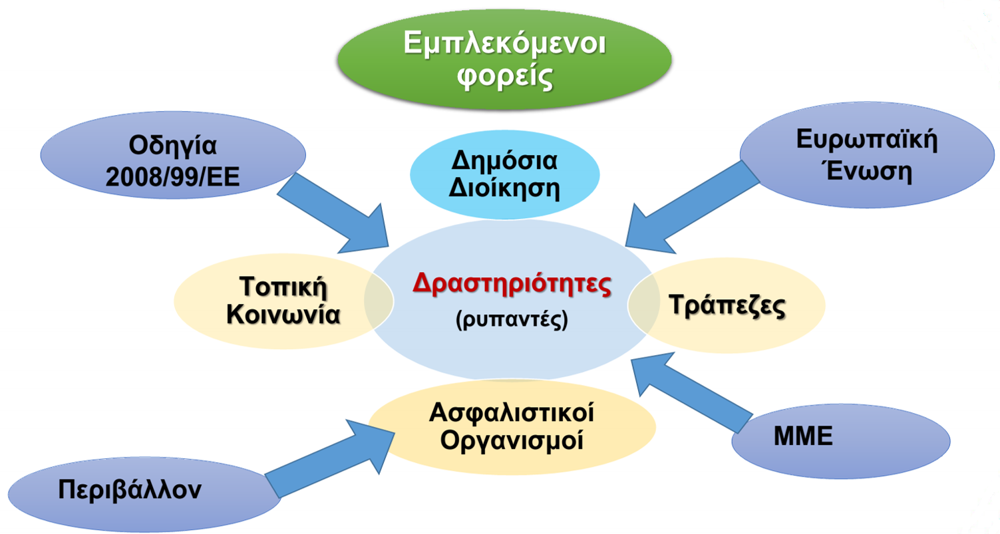 Εμπλεκόμενοι
φορείς
Οδηγία
2008/99/ΕΕ
Δημόσια
Διοίκηση
Ευρωπαϊκή
Ένωση
Τοπική
Κοινωνία
Δραστηριότητες
(ρυπαντές)
Τράπεζες
Ασφαλιστικοί
Οργανισμοί
ΜΜΕ
Περιβάλλον